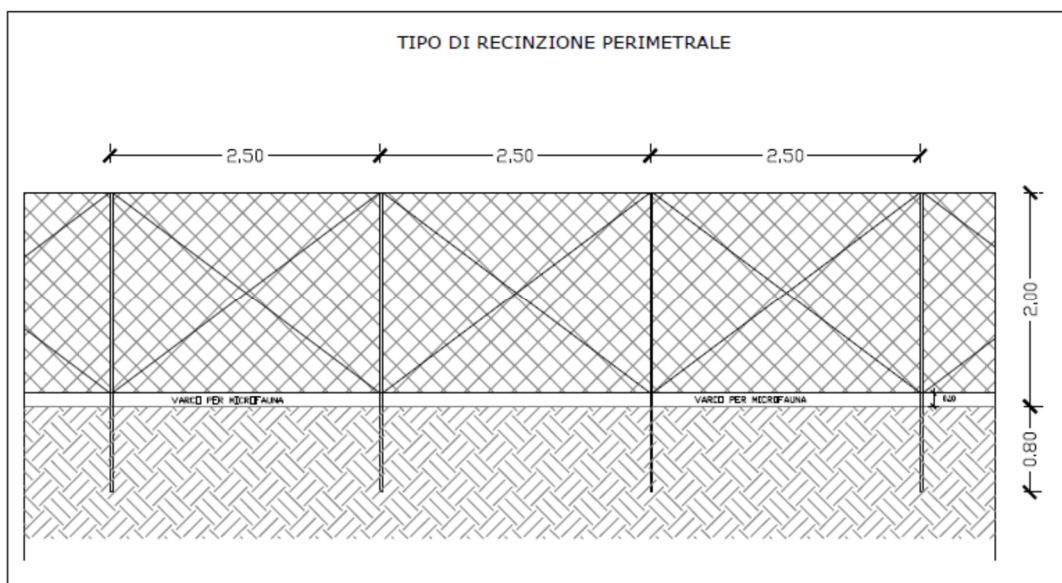 TIPO DI RECINZIONE PERIMETRALE
2.50 2.50 2.50
2.00
VARCO PER MICROFAUNA VARCO PER MICROFAUNA
0.80